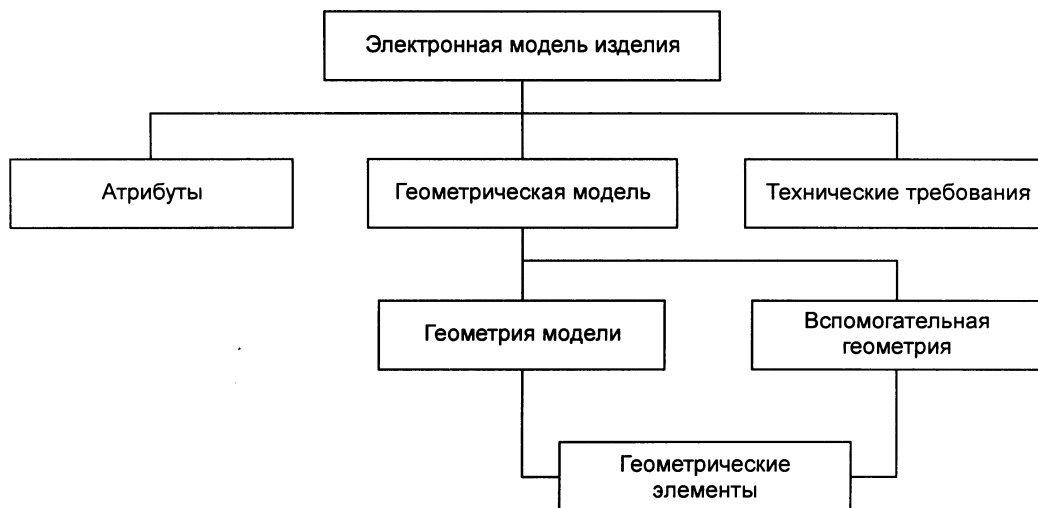 Электронная модель изделия
Атрибуты
Геометрическая модель
Технические требования
Геометрия модели
Вспомогательная
геометрия
Геометрические
элементы